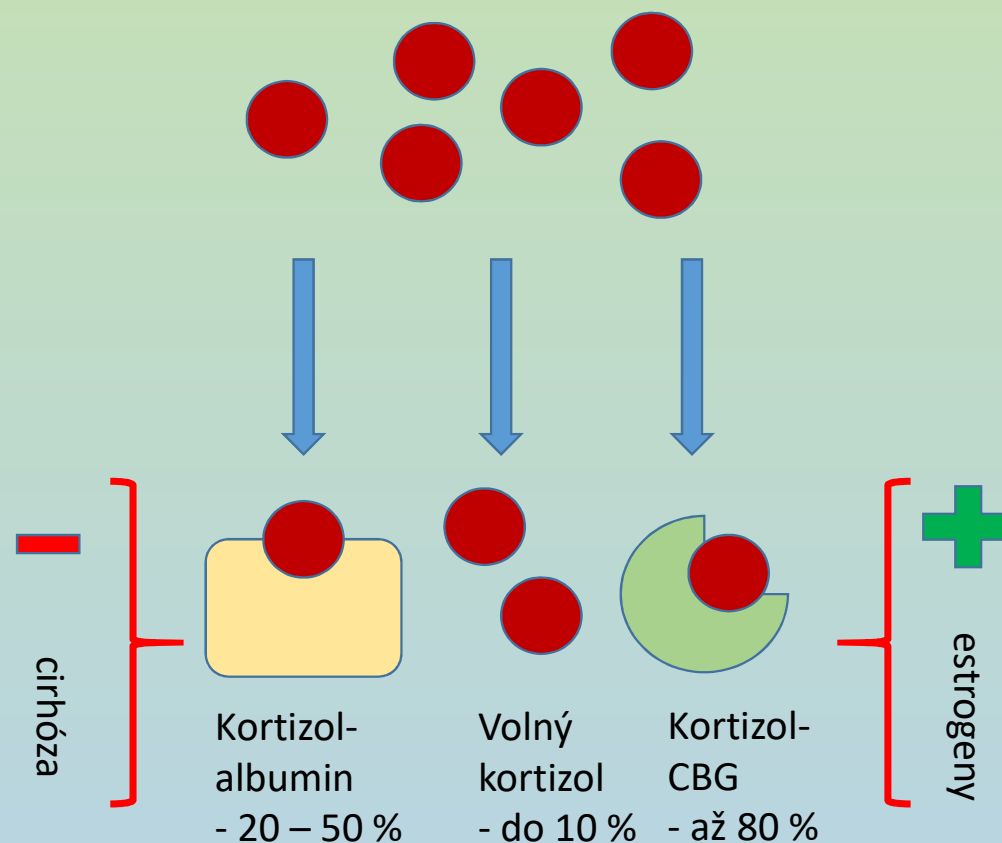 cirhóza
Kortizol-
albumin
- 20 – 50 %
Volný
kortizol
- do 10 %
Kortizol-
CBG
- až 80 %
estrogeny